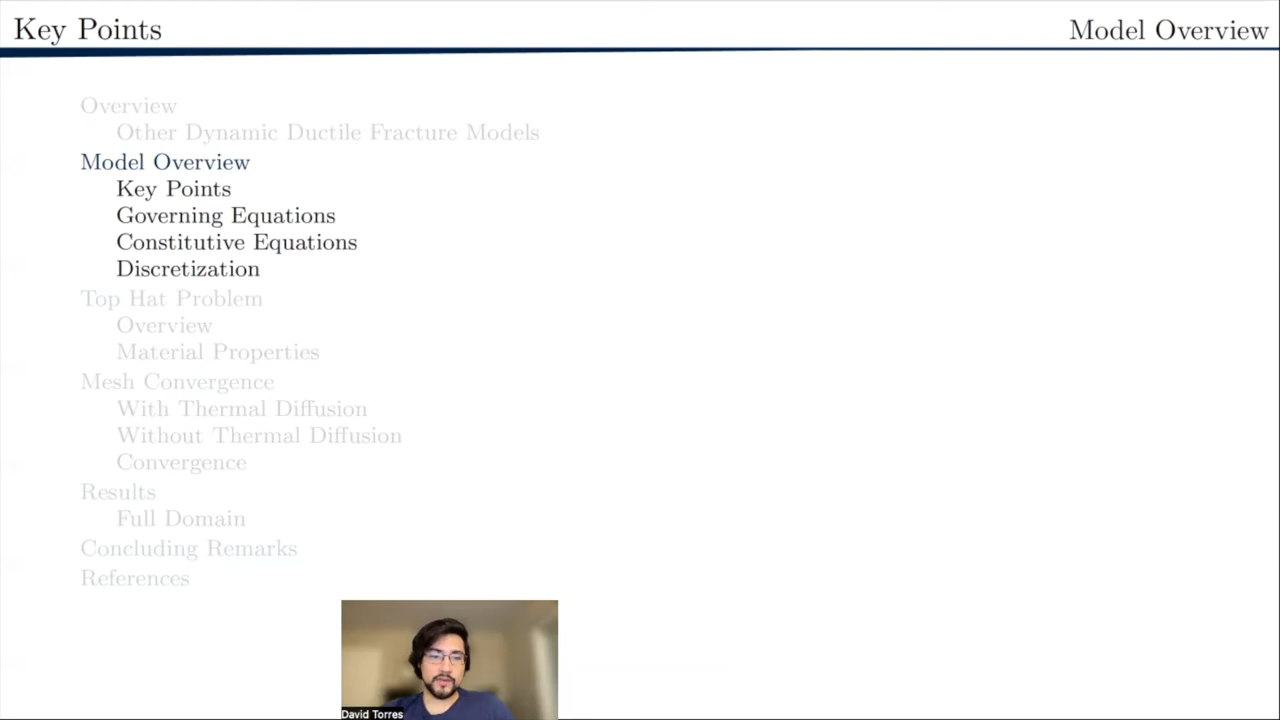 Key Points
Model Overview
Overview
Other Dynamic Ductile Fracture Models
Model Overview
Key Points
Governing Equations
Constitutive Equations
Discretization
Top Hat Problem
Overview
Material Properties
Mesh Convergence
With Thermal Diffusion
Without Thermal Diffusion
Convergence
Results
Full Domain
Concluding Remarks
References
David Torres